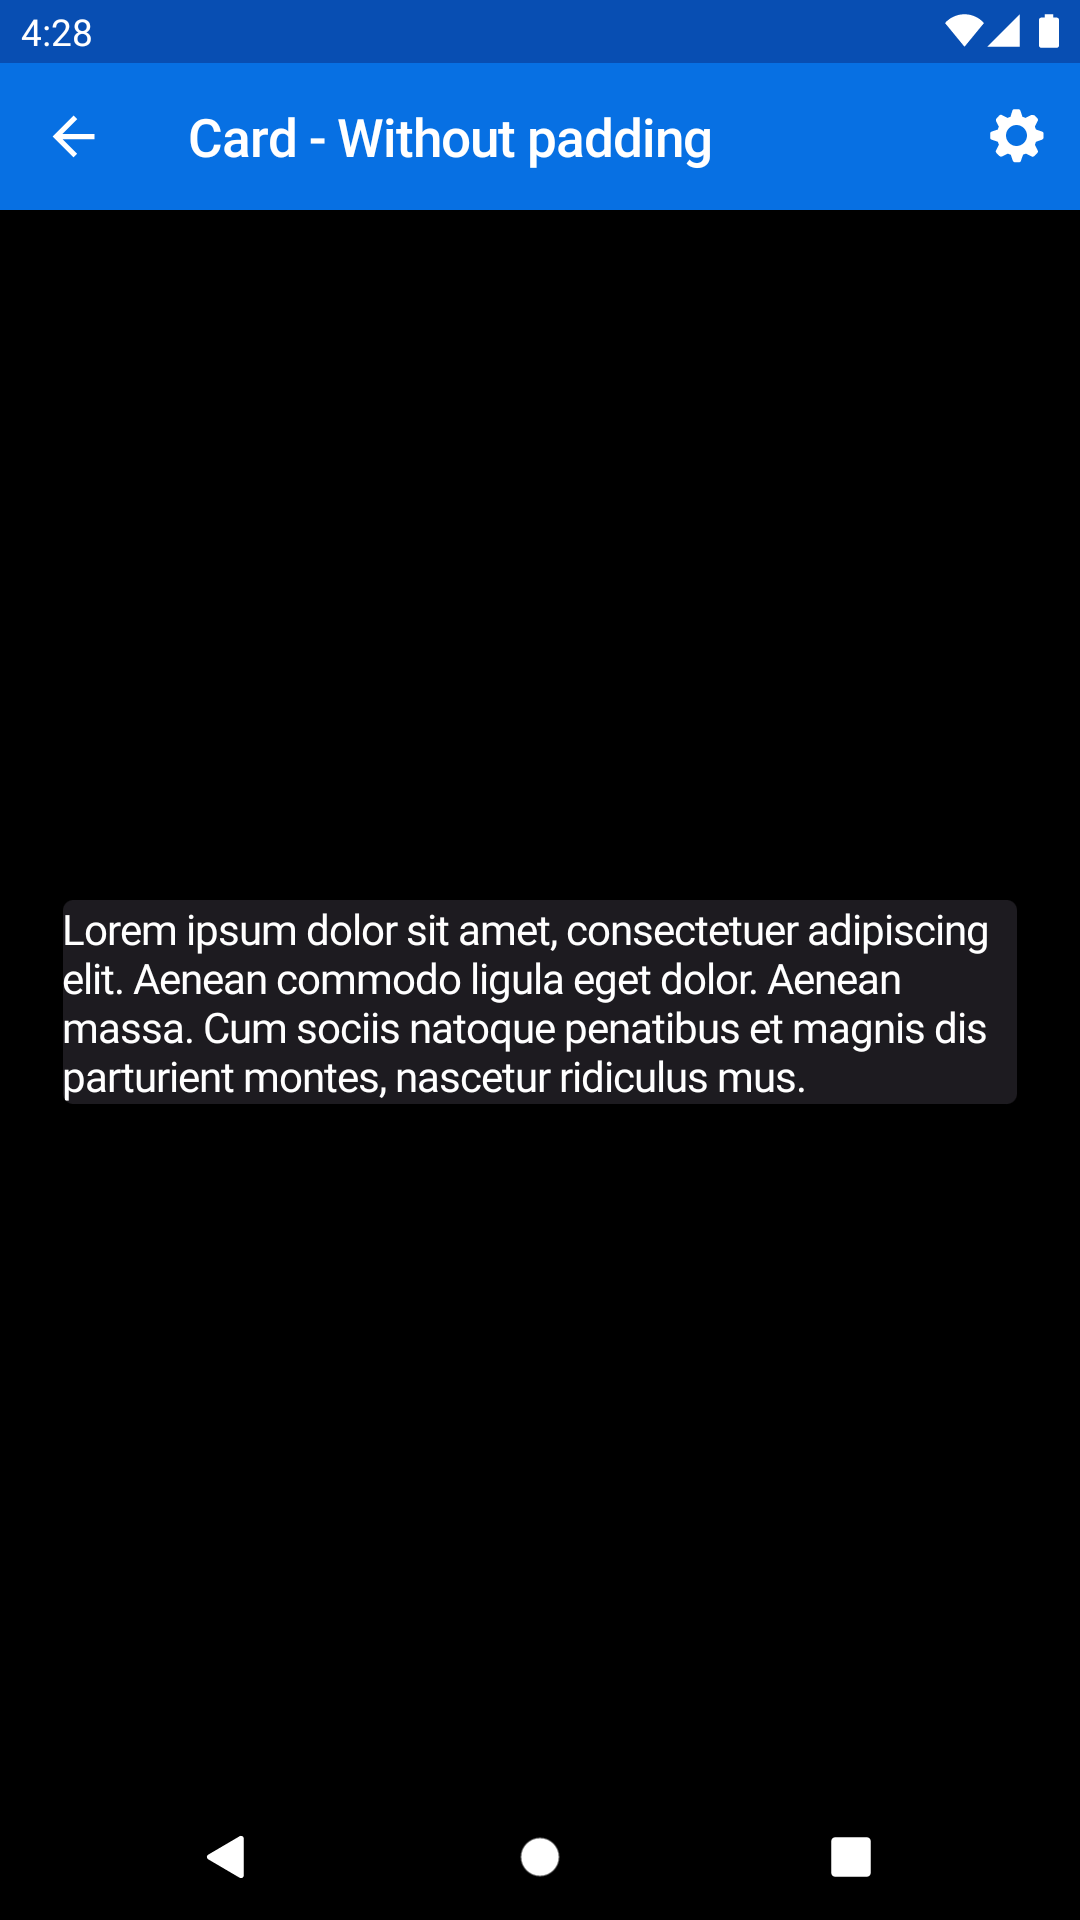 4:28
Card - Without padding
Lorem ipsum dolor sit amet, consectetuer adipiscing
elit. Aenean commodo ligula eget dolor. Aenean
massa. Cum sociis natoque penatibus et magnis dis
parturient montes, nascetur ridiculus mus.